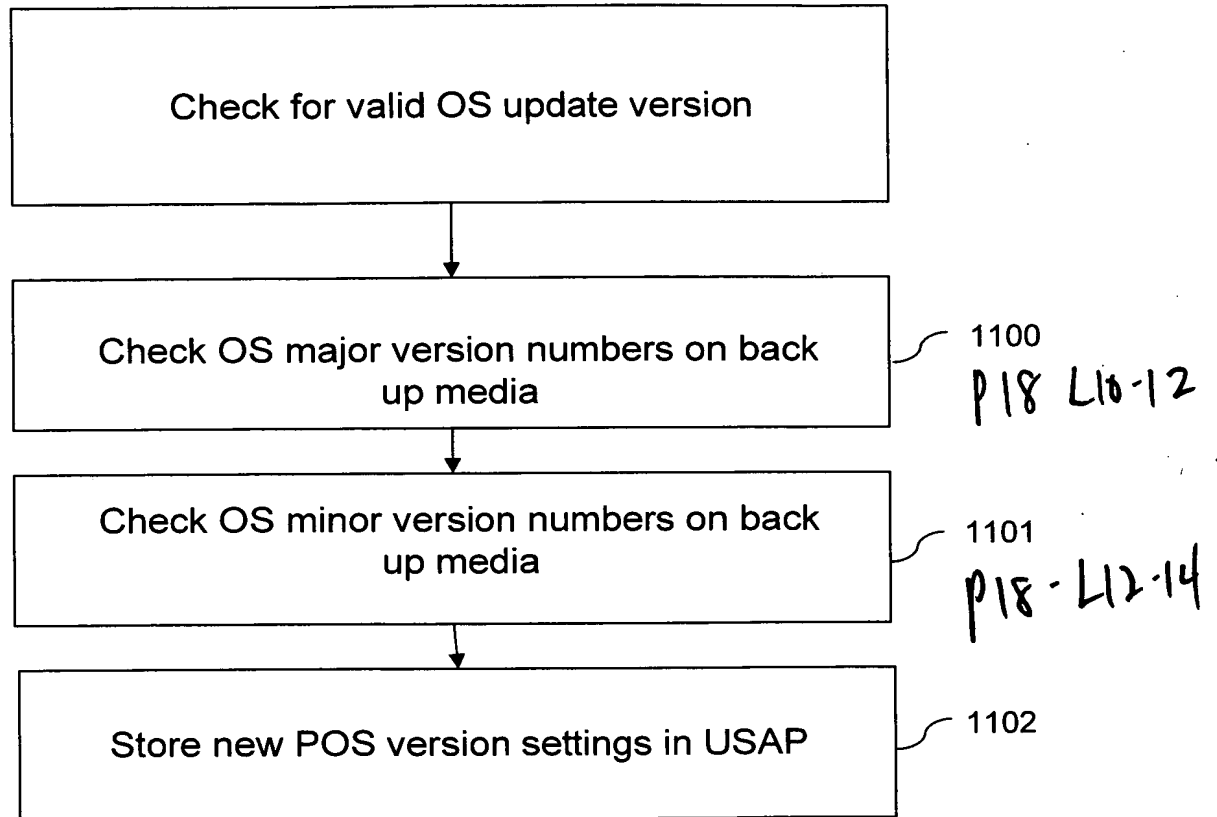 Check for valid OS update version
Check OS major version numbers on back
up media
1100
P18 L10-12
Check OS minor version numbers on back
up media
1101
P18 - L12-14
Store new POS version settings in USAP
1102